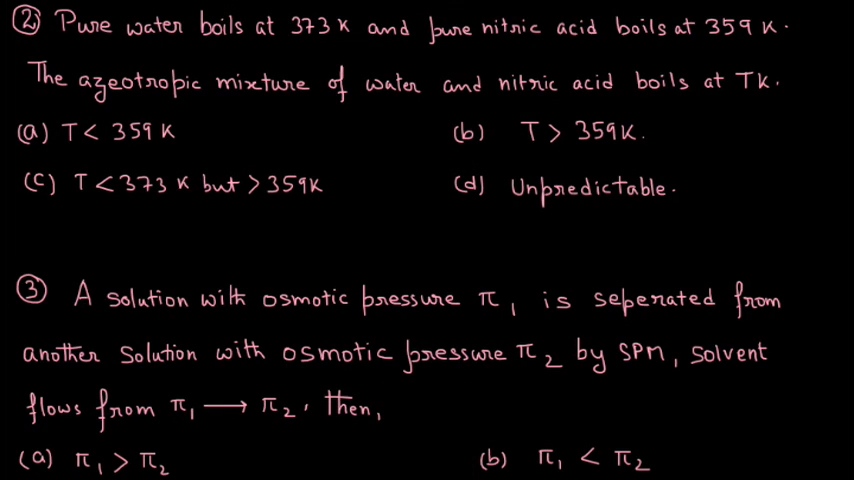 ② Pure water boils at 373 K and pure nitric acid boils at 359 K.
The azeotropic mixture of water and nitric acid boils at TK.
(a) T < 359 K (b) T > 359K.
(c) T < 373 K but > 359K (d) Unpredictable.
③ A solution with osmotic pressure π₁ is seperated from
another solution with osmotic pressure π₂ by SPM, solvent
flows from π₁ ⟶ π₂. Then,
(a) π₁ > π₂ (b) π₁ < π₂